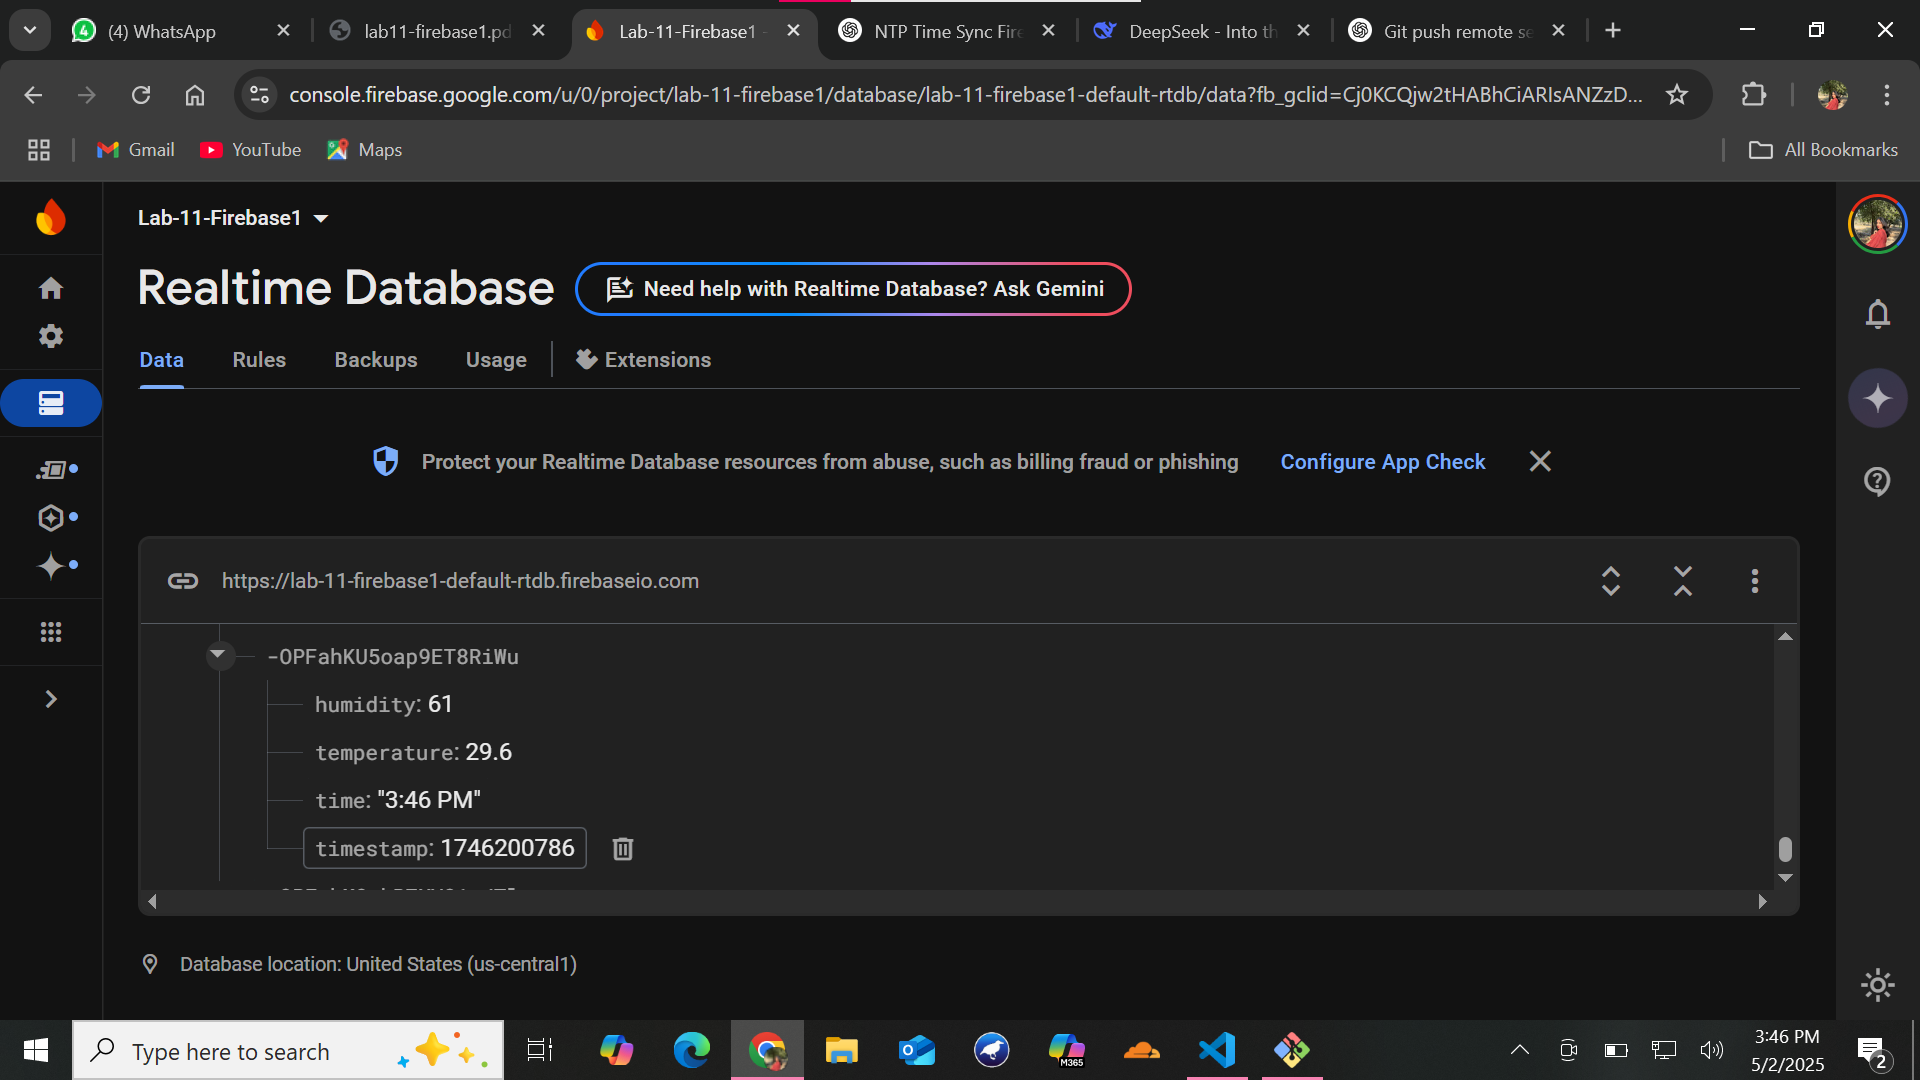 (4) WhatsApp
lab11-firebase1.pd
Lab-11-Firebase1 -
NTP Time Sync Fire
DeepSeek - Into th
Git push remote se
console.firebase.google.com/u/0/project/lab-11-firebase1/database/lab-11-firebase1-default-rtdb/data?fb_gclid=Cj0KCQjw2tHABhCiARIsANZzD...
Gmail
YouTube
Maps
All Bookmarks
Lab-11-Firebase1
Realtime Database
Need help with Realtime Database? Ask Gemini
Data
Rules
Backups
Usage
Extensions
Protect your Realtime Database resources from abuse, such as billing fraud or phishing
Configure App Check
https://lab-11-firebase1-default-rtdb.firebaseio.com
-OPFahKU5oap9ET8RiWu
humidity: 61
temperature: 29.6
time: "3:46 PM"
timestamp: 1746200786
Database location: United States (us-central1)
Type here to search
M365
3:46 PM
5/2/2025
2